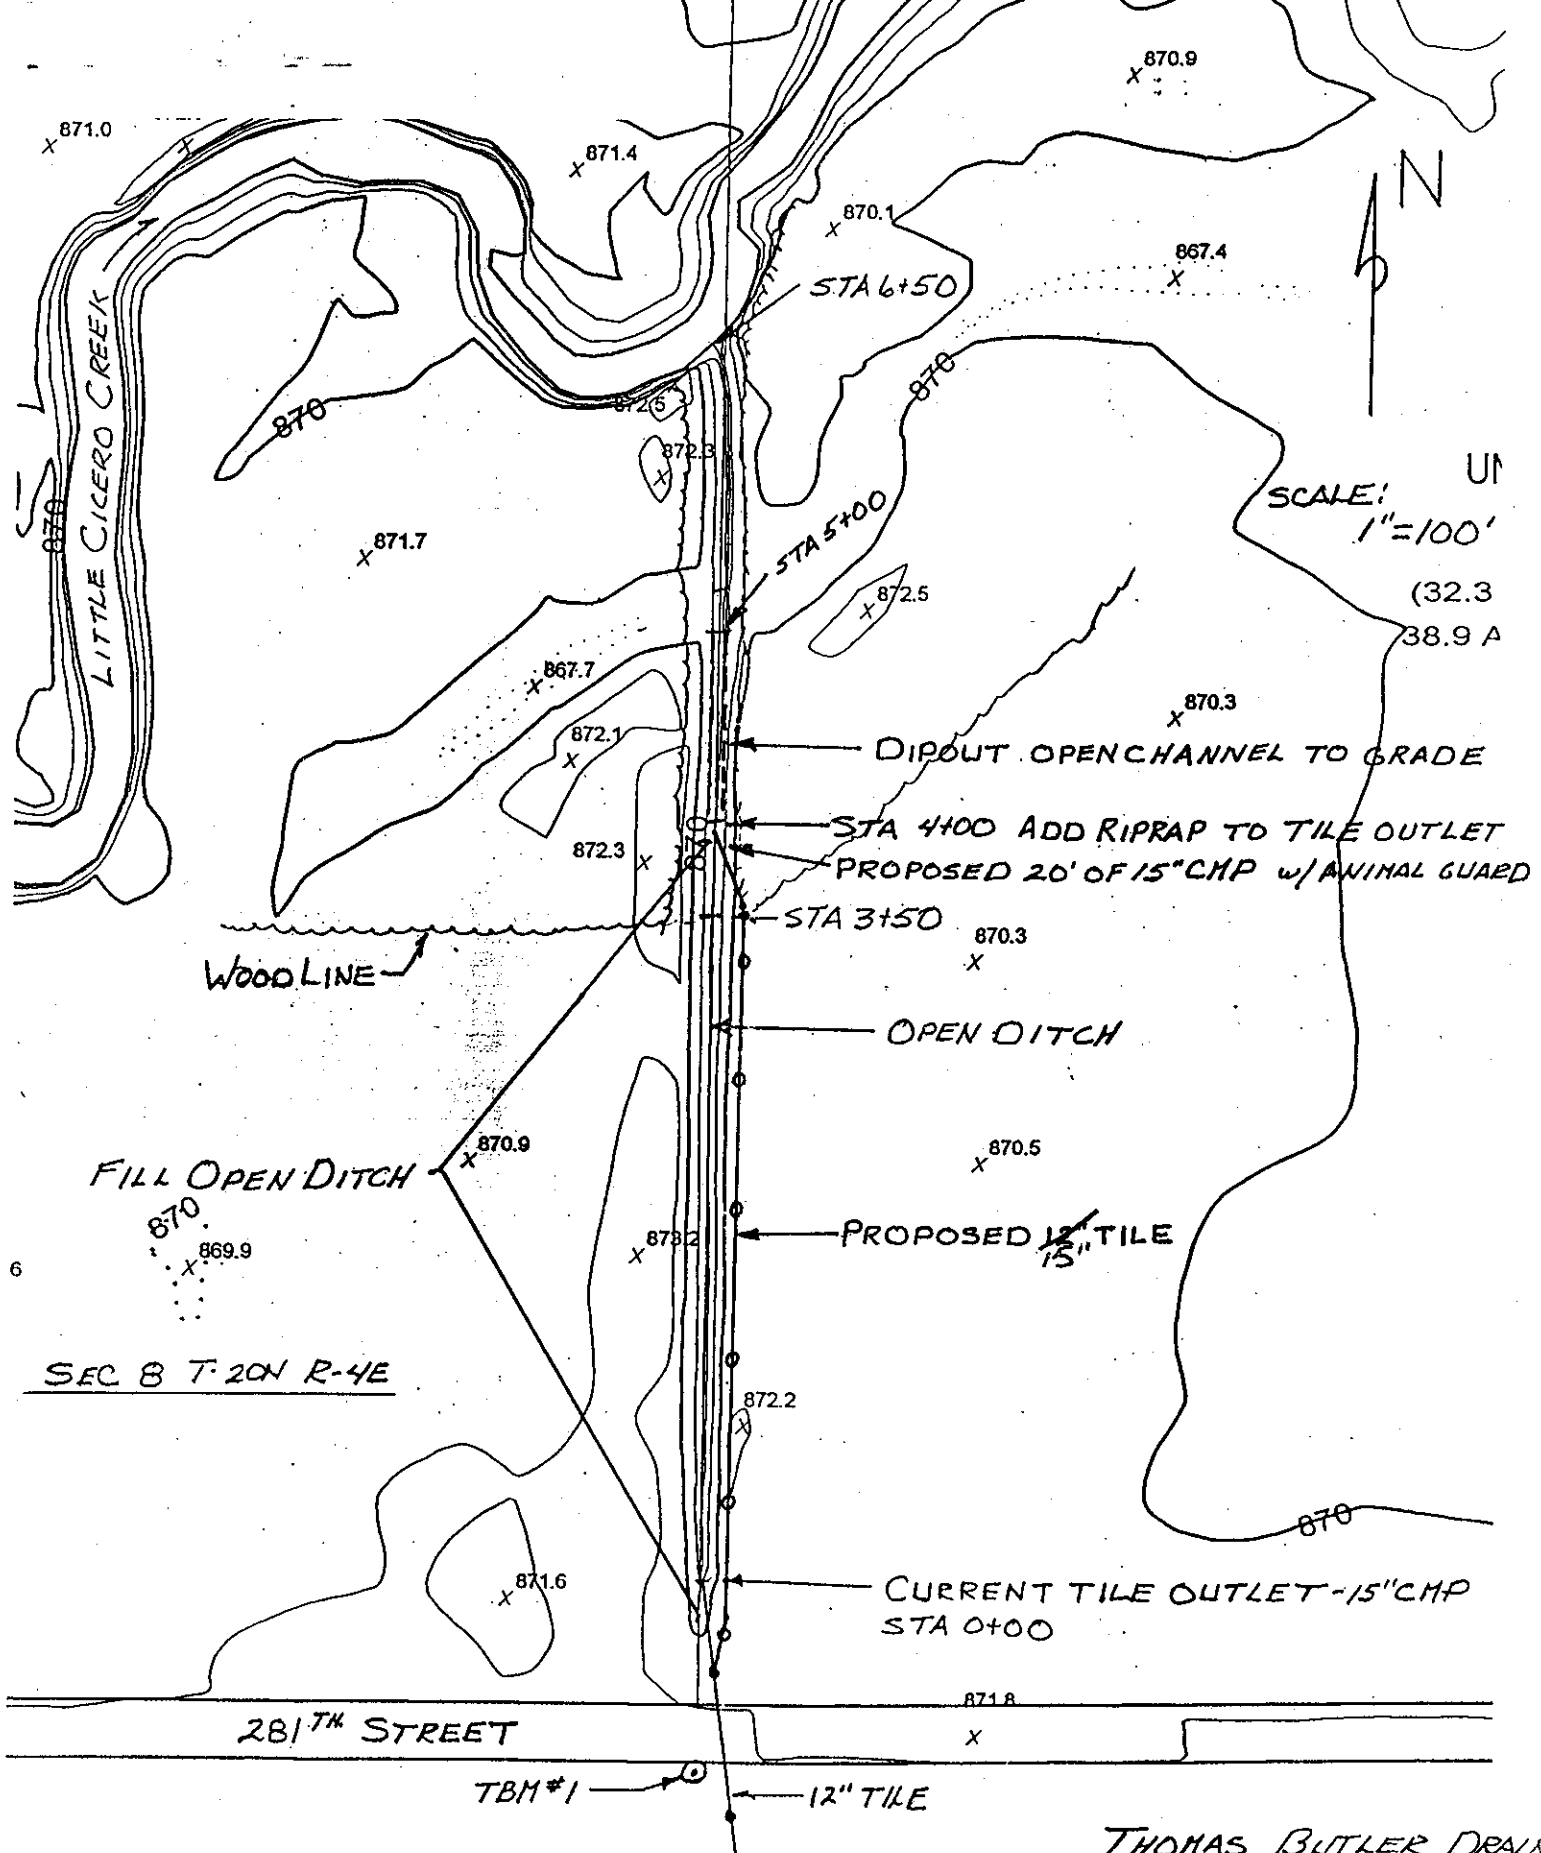 870.9
871.0
871.4
N
870.1
867.4
STA 6+50
LITTLE CICERO CREEK
870
870
872.5
872.3
SCALE:
1"=100'
STA 5+00
870
871.7
872.5
(32.3
38.9 A
867.7
870.3
872.1
DIPOUT OPEN CHANNEL TO GRADE
STA 4+00 ADD RIPRAP TO TILE OUTLET
870
872.3
PROPOSED 20' OF 15" CMP w/ ANIMAL GUARD
STA 3+50
870.3
WOOD LINE
OPEN DITCH
870.9
870.5
FILL OPEN DITCH
870
869.9
873.2
PROPOSED 12" TILE
15"
6
SEC 8 T-20N R-4E
872.2
870
871.6
CURRENT TILE OUTLET-15" CMP
STA 0+00
871.8
281TH STREET
TBM #1
12" TILE
THOMAS BUTLER DRAIN